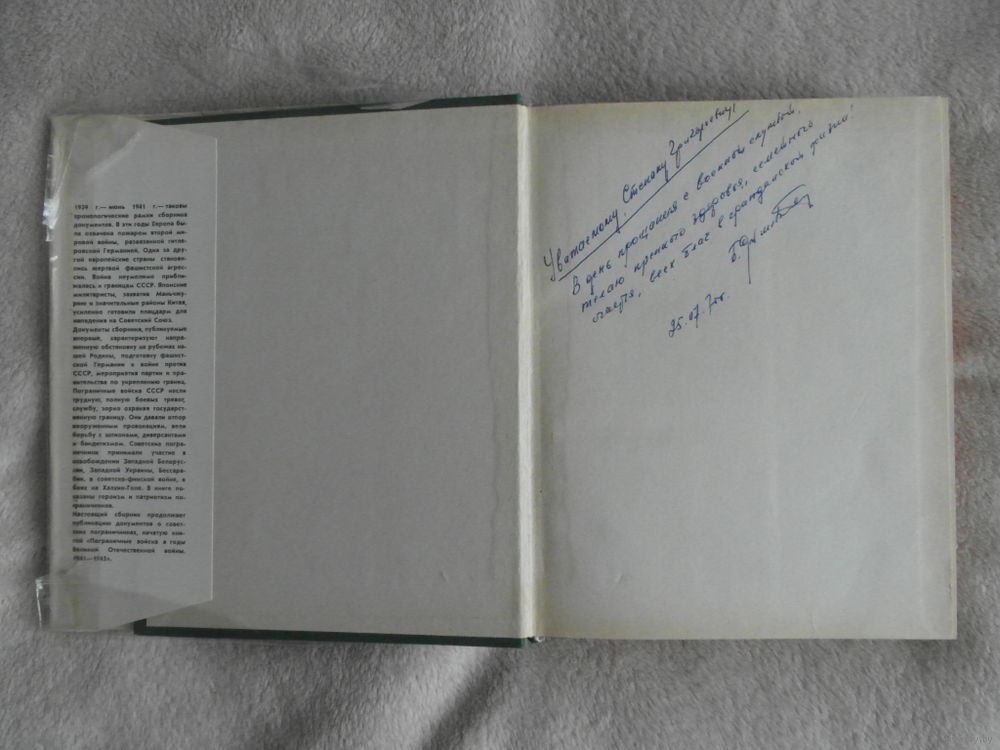 1939 г.— июнь 1941 г.— таковы
хронологические рамки сборника
документов. В эти годы Европа бы-
ла охвачена пожаром второй ми-
ровой войны, развязанной гитле-
ровской Германией. Одна за дру-
гой европейские страны станови-
лись жертвой фашистской агрес-
сии. Война неумолимо прибли-
жалась к границам СССР. Японские
милитаристы, захватив Маньчжу-
рию и значительные районы Китая,
усиленно готовили плацдарм для
нападения на Советский Союз.
Документы сборника, публикуемые
впервые, характеризуют напря-
женную обстановку на рубежах на-
шей Родины, подготовку фашист-
ской Германии к войне против
СССР, мероприятия партии и пра-
вительства по укреплению границ.
Пограничные войска СССР несли
трудную, полную боевых тревог,
службу, зорко охраняя государст-
венную границу. Они давали отпор
вооруженным провокациям, вели
борьбу с шпионами, диверсантами
и бандитизмом. Советские погра-
ничники принимали участие в
освобождении Западной Белорус-
сии, Западной Украины, Бессара-
бии, в советско-финской войне, в
боях на Халхин-Голе. В книге по-
казаны героизм и патриотизм по-
граничников.
Настоящий сборник продолжает
публикацию документов о совет-
ских пограничниках, начатую кни-
гой «Пограничные войска в годы
Великой Отечественной войны.
1941—1945».
Уважаемому Степану Григорьевичу!
В день прощания с военной службой
желаю крепкого здоровья, семейного
счастья, всех благ в гражданской жизни!
25.07.72г.